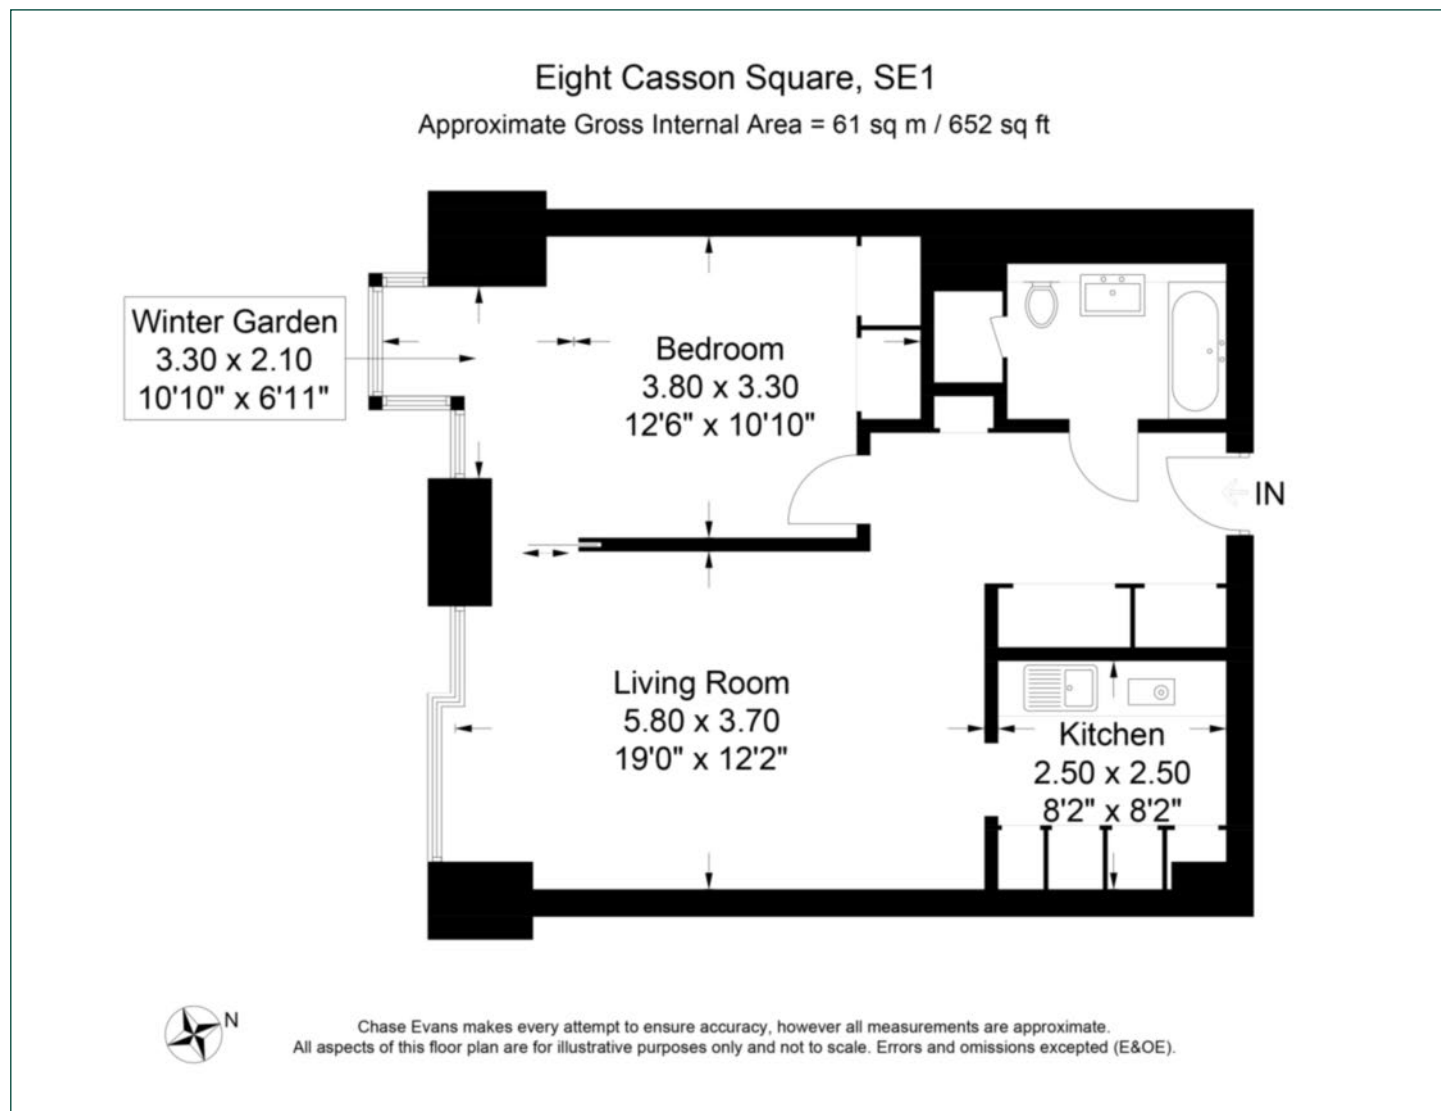 Eight Casson Square, SE1
Approximate Gross Internal Area = 61 sq m / 652 sq ft
Winter Garden
3.30 x 2.10
10'10" x 6'11"
Bedroom
3.80 x 3.30
12'6" x 10'10"
IN
Living Room
5.80 x 3.70
19'0" x 12'2"
Kitchen
2.50 x 2.50
8'2" x 8'2"
N
Chase Evans makes every attempt to ensure accuracy, however all measurements are approximate.
All aspects of this floor plan are for illustrative purposes only and not to scale. Errors and omissions excepted (E&OE).